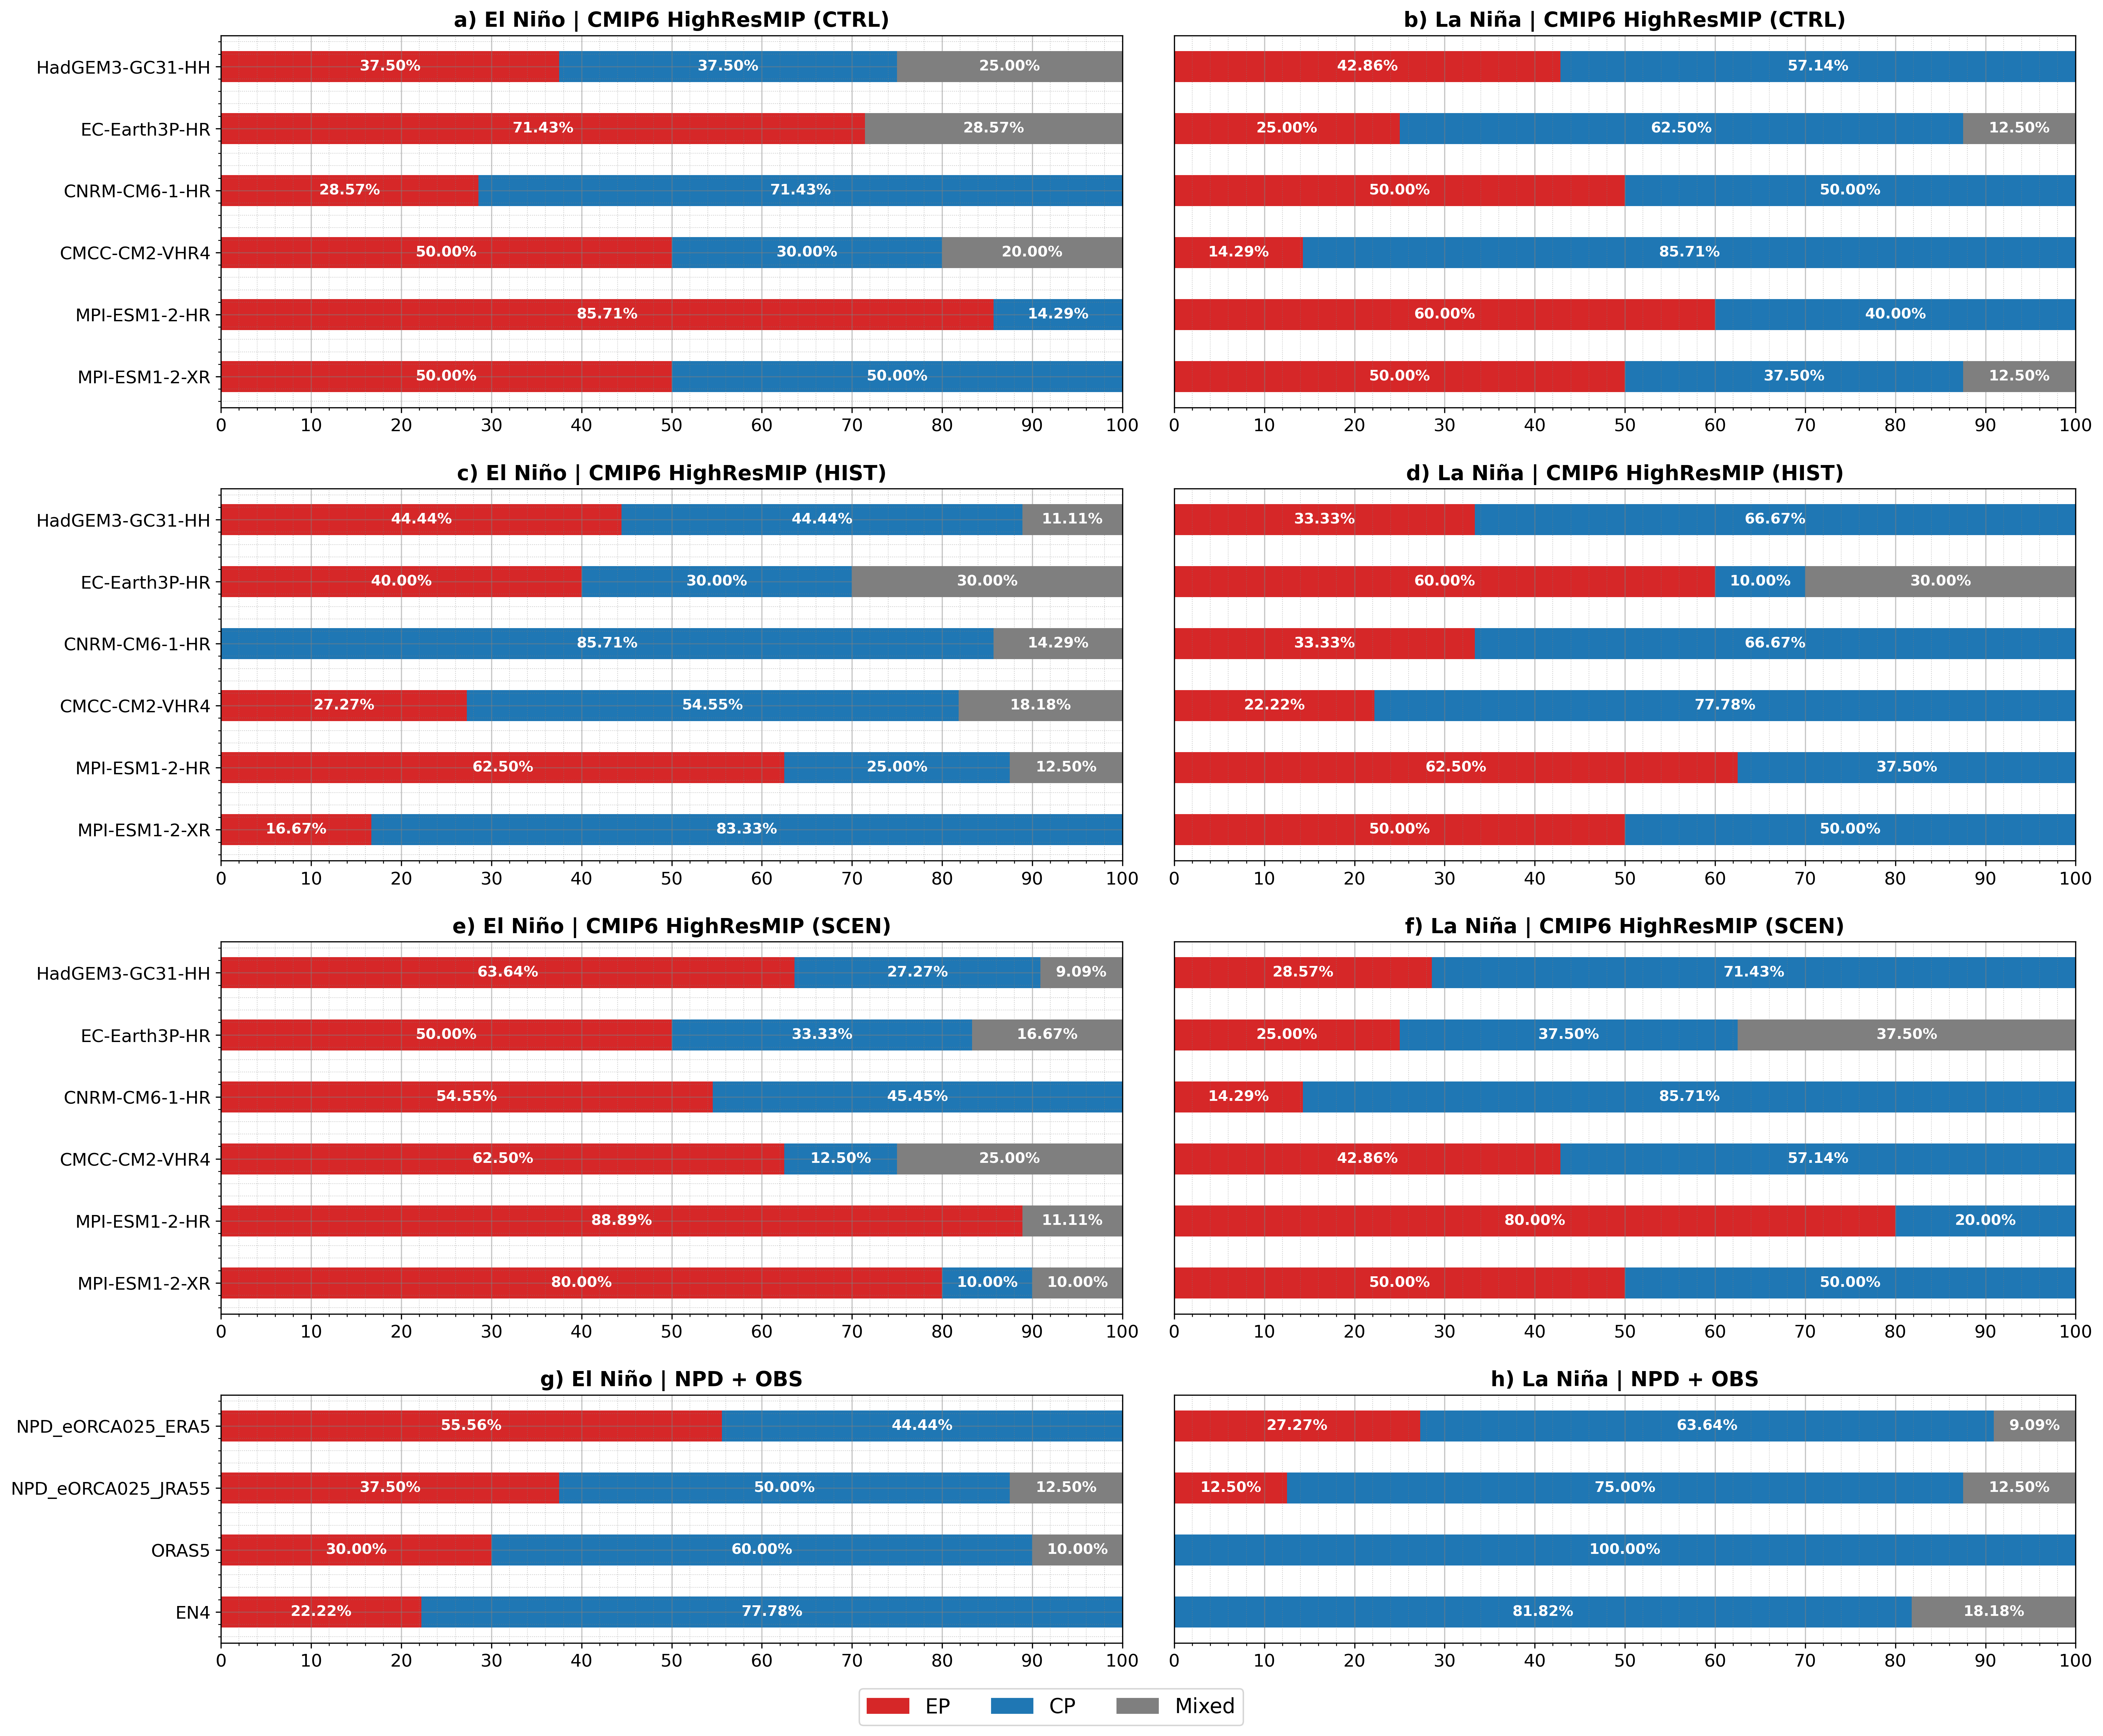 a) El Niño | CMIP6 HighResMIP (CTRL)
HadGEM3-GC31-HH 37.50% 37.50% 25.00%
EC-Earth3P-HR 71.43% 28.57%
CNRM-CM6-1-HR 28.57% 71.43%
CMCC-CM2-VHR4 50.00% 30.00% 20.00%
MPI-ESM1-2-HR 85.71% 14.29%
MPI-ESM1-2-XR 50.00% 50.00%
0 10 20 30 40 50 60 70 80 90 100
b) La Niña | CMIP6 HighResMIP (CTRL)
42.86% 57.14%
25.00% 62.50% 12.50%
50.00% 50.00%
14.29% 85.71%
60.00% 40.00%
50.00% 37.50% 12.50%
0 10 20 30 40 50 60 70 80 90 100
c) El Niño | CMIP6 HighResMIP (HIST)
HadGEM3-GC31-HH 44.44% 44.44% 11.11%
EC-Earth3P-HR 40.00% 30.00% 30.00%
CNRM-CM6-1-HR 85.71% 14.29%
CMCC-CM2-VHR4 27.27% 54.55% 18.18%
MPI-ESM1-2-HR 62.50% 25.00% 12.50%
MPI-ESM1-2-XR 16.67% 83.33%
0 10 20 30 40 50 60 70 80 90 100
d) La Niña | CMIP6 HighResMIP (HIST)
33.33% 66.67%
60.00% 10.00% 30.00%
33.33% 66.67%
22.22% 77.78%
62.50% 37.50%
50.00% 50.00%
0 10 20 30 40 50 60 70 80 90 100
e) El Niño | CMIP6 HighResMIP (SCEN)
HadGEM3-GC31-HH 63.64% 27.27% 9.09%
EC-Earth3P-HR 50.00% 33.33% 16.67%
CNRM-CM6-1-HR 54.55% 45.45%
CMCC-CM2-VHR4 62.50% 12.50% 25.00%
MPI-ESM1-2-HR 88.89% 11.11%
MPI-ESM1-2-XR 80.00% 10.00% 10.00%
0 10 20 30 40 50 60 70 80 90 100
f) La Niña | CMIP6 HighResMIP (SCEN)
28.57% 71.43%
25.00% 37.50% 37.50%
14.29% 85.71%
42.86% 57.14%
80.00% 20.00%
50.00% 50.00%
0 10 20 30 40 50 60 70 80 90 100
g) El Niño | NPD + OBS
NPD_eORCA025_ERA5 55.56% 44.44%
NPD_eORCA025_JRA55 37.50% 50.00% 12.50%
ORAS5 30.00% 60.00% 10.00%
EN4 22.22% 77.78%
0 10 20 30 40 50 60 70 80 90 100
h) La Niña | NPD + OBS
27.27% 63.64% 9.09%
12.50% 75.00% 12.50%
100.00%
81.82% 18.18%
0 10 20 30 40 50 60 70 80 90 100
EP CP Mixed